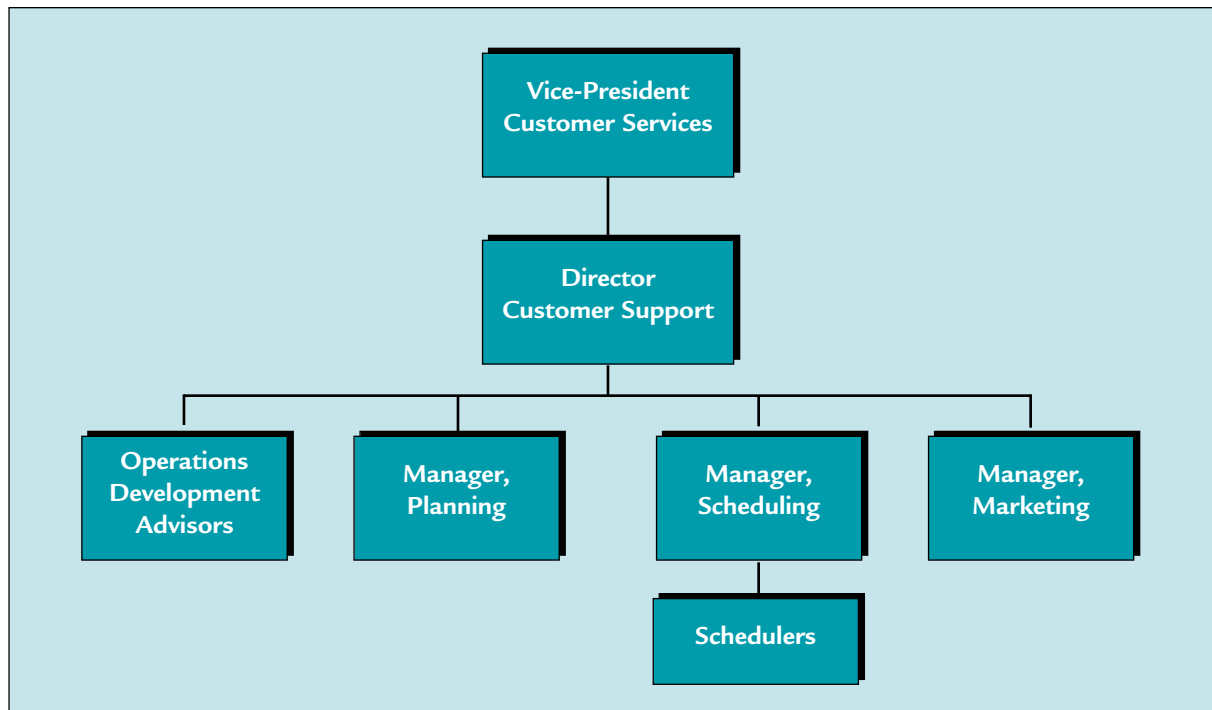 Vice-President
Customer Services
Director
Customer Support
Operations
Development
Advisors
Manager,
Planning
Manager,
Scheduling
Manager,
Marketing
Schedulers